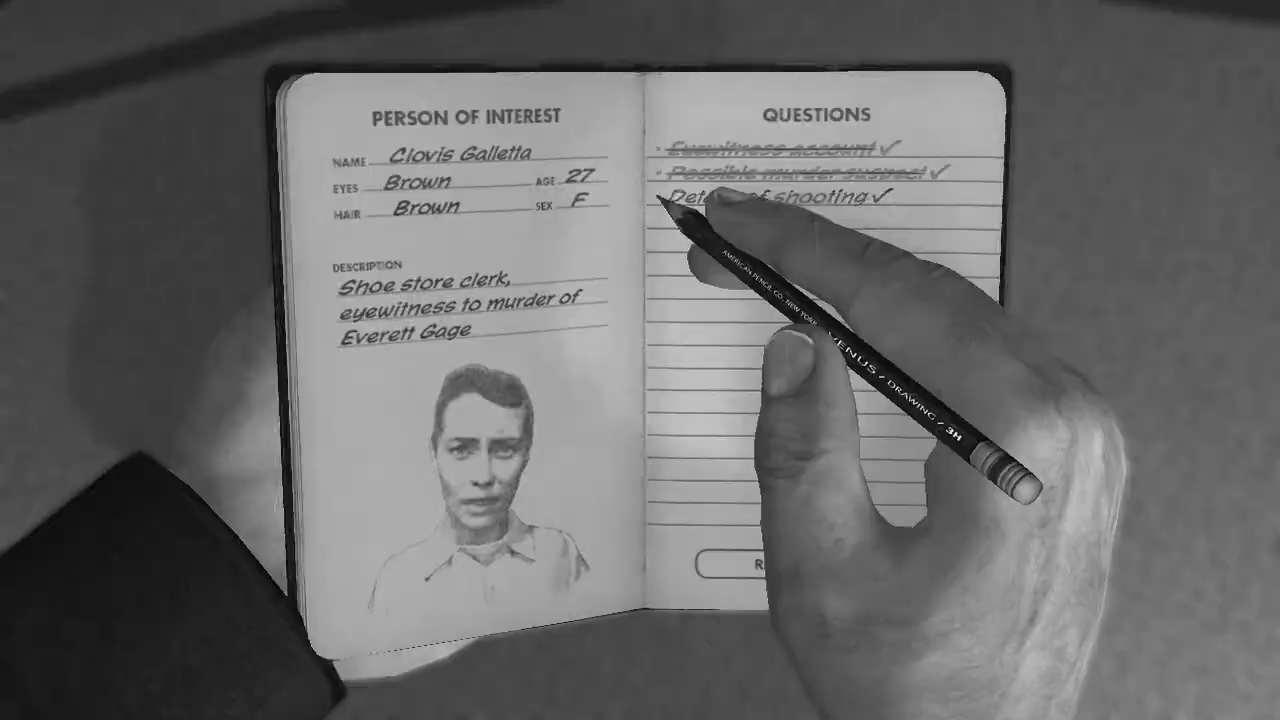 PERSON OF INTEREST
NAME Clovis Galletta
EYES Brown AGE 27
HAIR Brown SEX F
DESCRIPTION
Shoe store clerk,
eyewitness to murder of
Everett Gage
QUESTIONS
· Eyewitness account ✓
· Possible murder suspect ✓
of shooting ✓
AMERICAN PENCIL CO. NEW YORK
VENUS / DRAWING / 3H